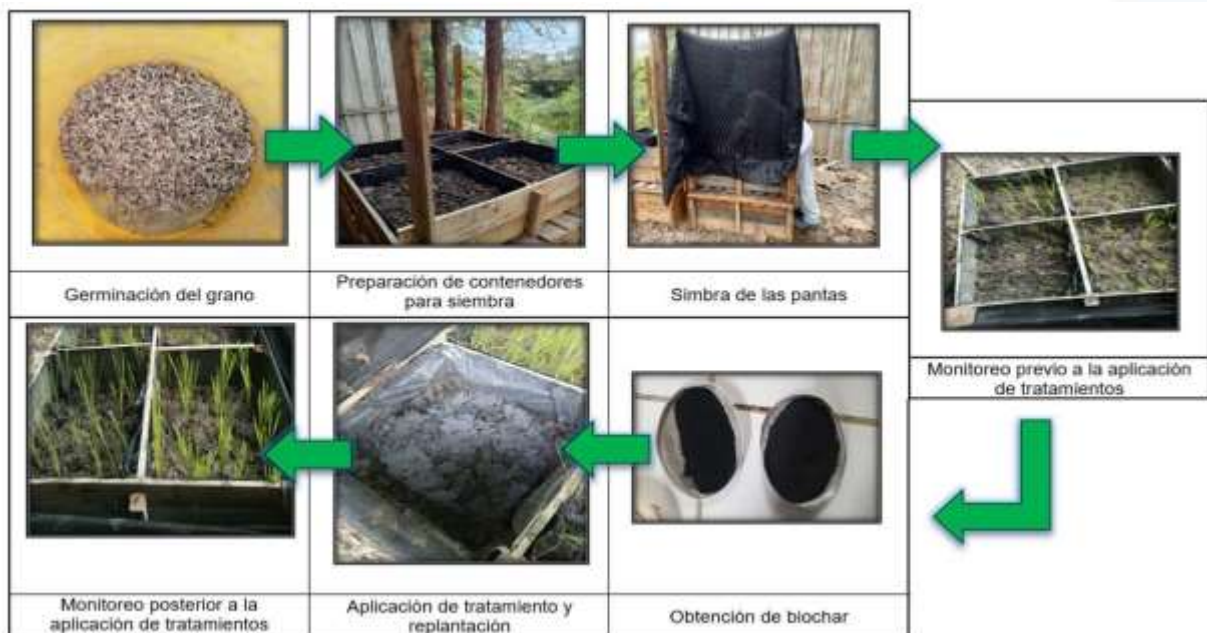 Germinación del grano
Preparación de contenedores
para siembra
Simbra de las pantas
Monitoreo previo a la aplicación
de tratamientos
Obtención de biochar
Aplicación de tratamiento y
replantación
Monitoreo posterior a la
aplicación de tratamientos